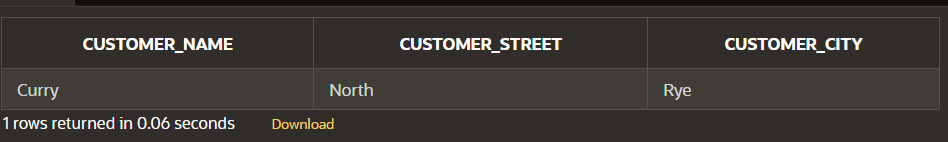 CUSTOMER_NAME CUSTOMER_STREET CUSTOMER_CITY
Curry North Rye
1 rows returned in 0.06 seconds Download